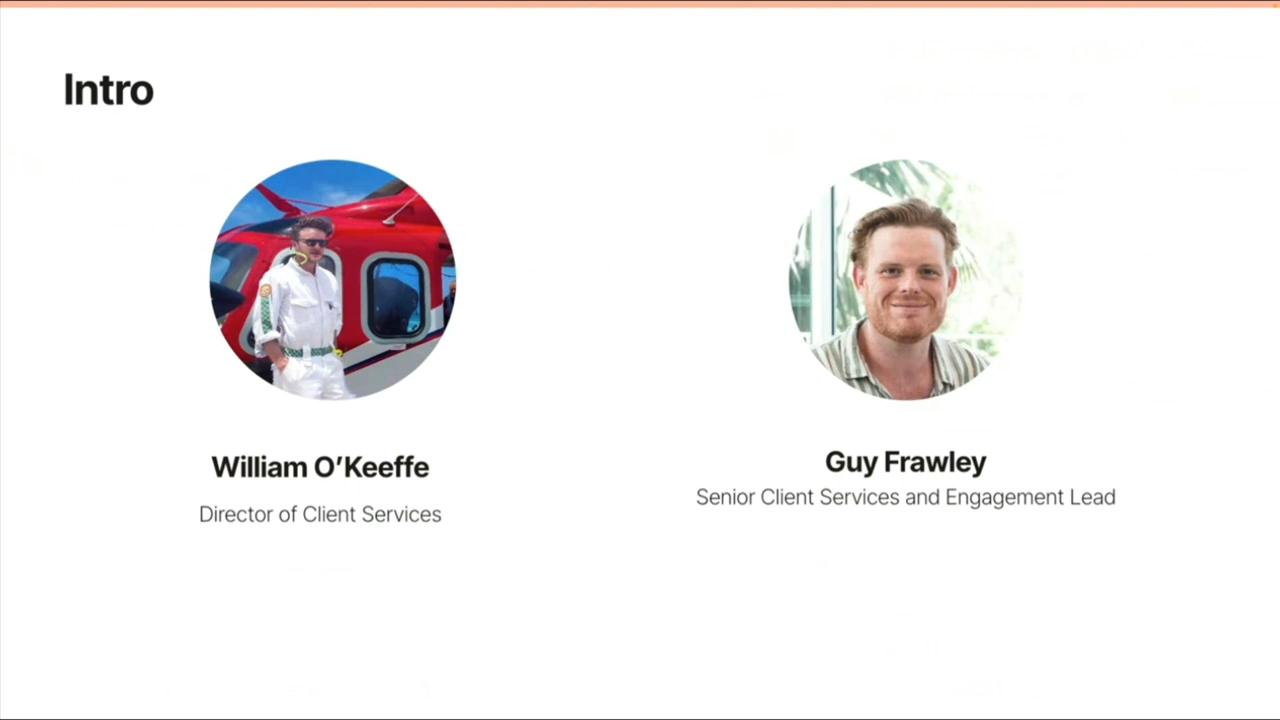 Intro
William O’Keeffe
Director of Client Services
Guy Frawley
Senior Client Services and Engagement Lead